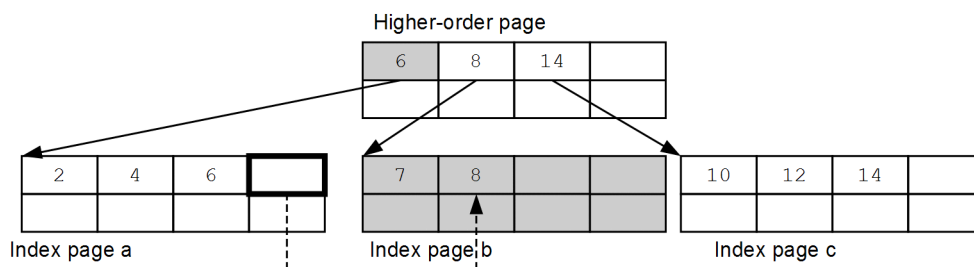 Higher-order page
6 8 14
2 4 6 7 8 10 12 14
Index page a Index page b Index page c